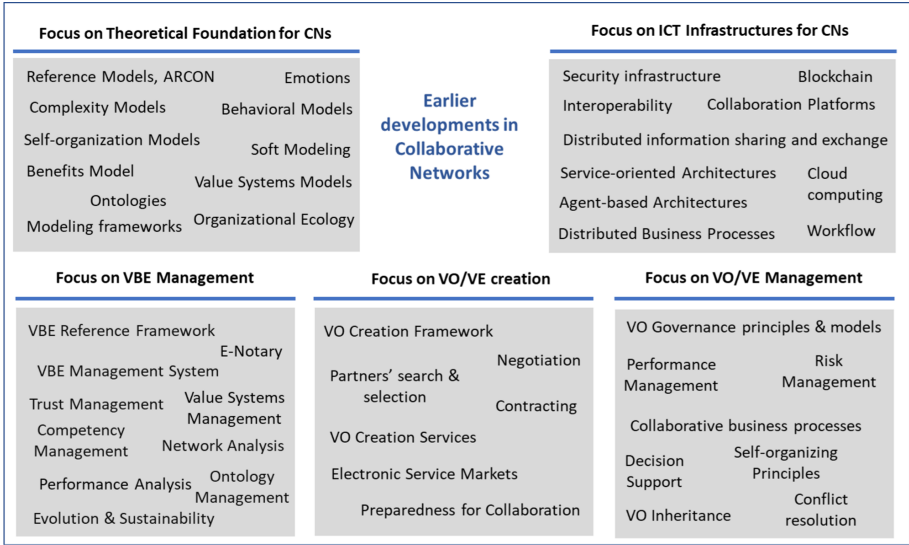 Focus on Theoretical Foundation for CNs
Reference Models, ARCON
Emotions
Complexity Models
Behavioral Models
Self-organization Models
Soft Modeling
Benefits Model
Value Systems Models
Ontologies
Organizational Ecology
Modeling frameworks
Earlier
developments in
Collaborative
Networks
Focus on ICT Infrastructures for CNs
Security infrastructure
Blockchain
Interoperability
Collaboration Platforms
Distributed information sharing and exchange
Service-oriented Architectures
Cloud
computing
Agent-based Architectures
Distributed Business Processes
Workflow
Focus on VBE Management
VBE Reference Framework
E-Notary
VBE Management System
Trust Management
Value Systems
Management
Competency
Management
Network Analysis
Performance Analysis
Ontology
Management
Evolution & Sustainability
Focus on VO/VE creation
VO Creation Framework
Negotiation
Partners' search &
selection
Contracting
VO Creation Services
Electronic Service Markets
Preparedness for Collaboration
Focus on VO/VE Management
VO Governance principles & models
Performance
Management
Risk
Management
Collaborative business processes
Decision
Support
Self-organizing
Principles
VO Inheritance
Conflict
resolution